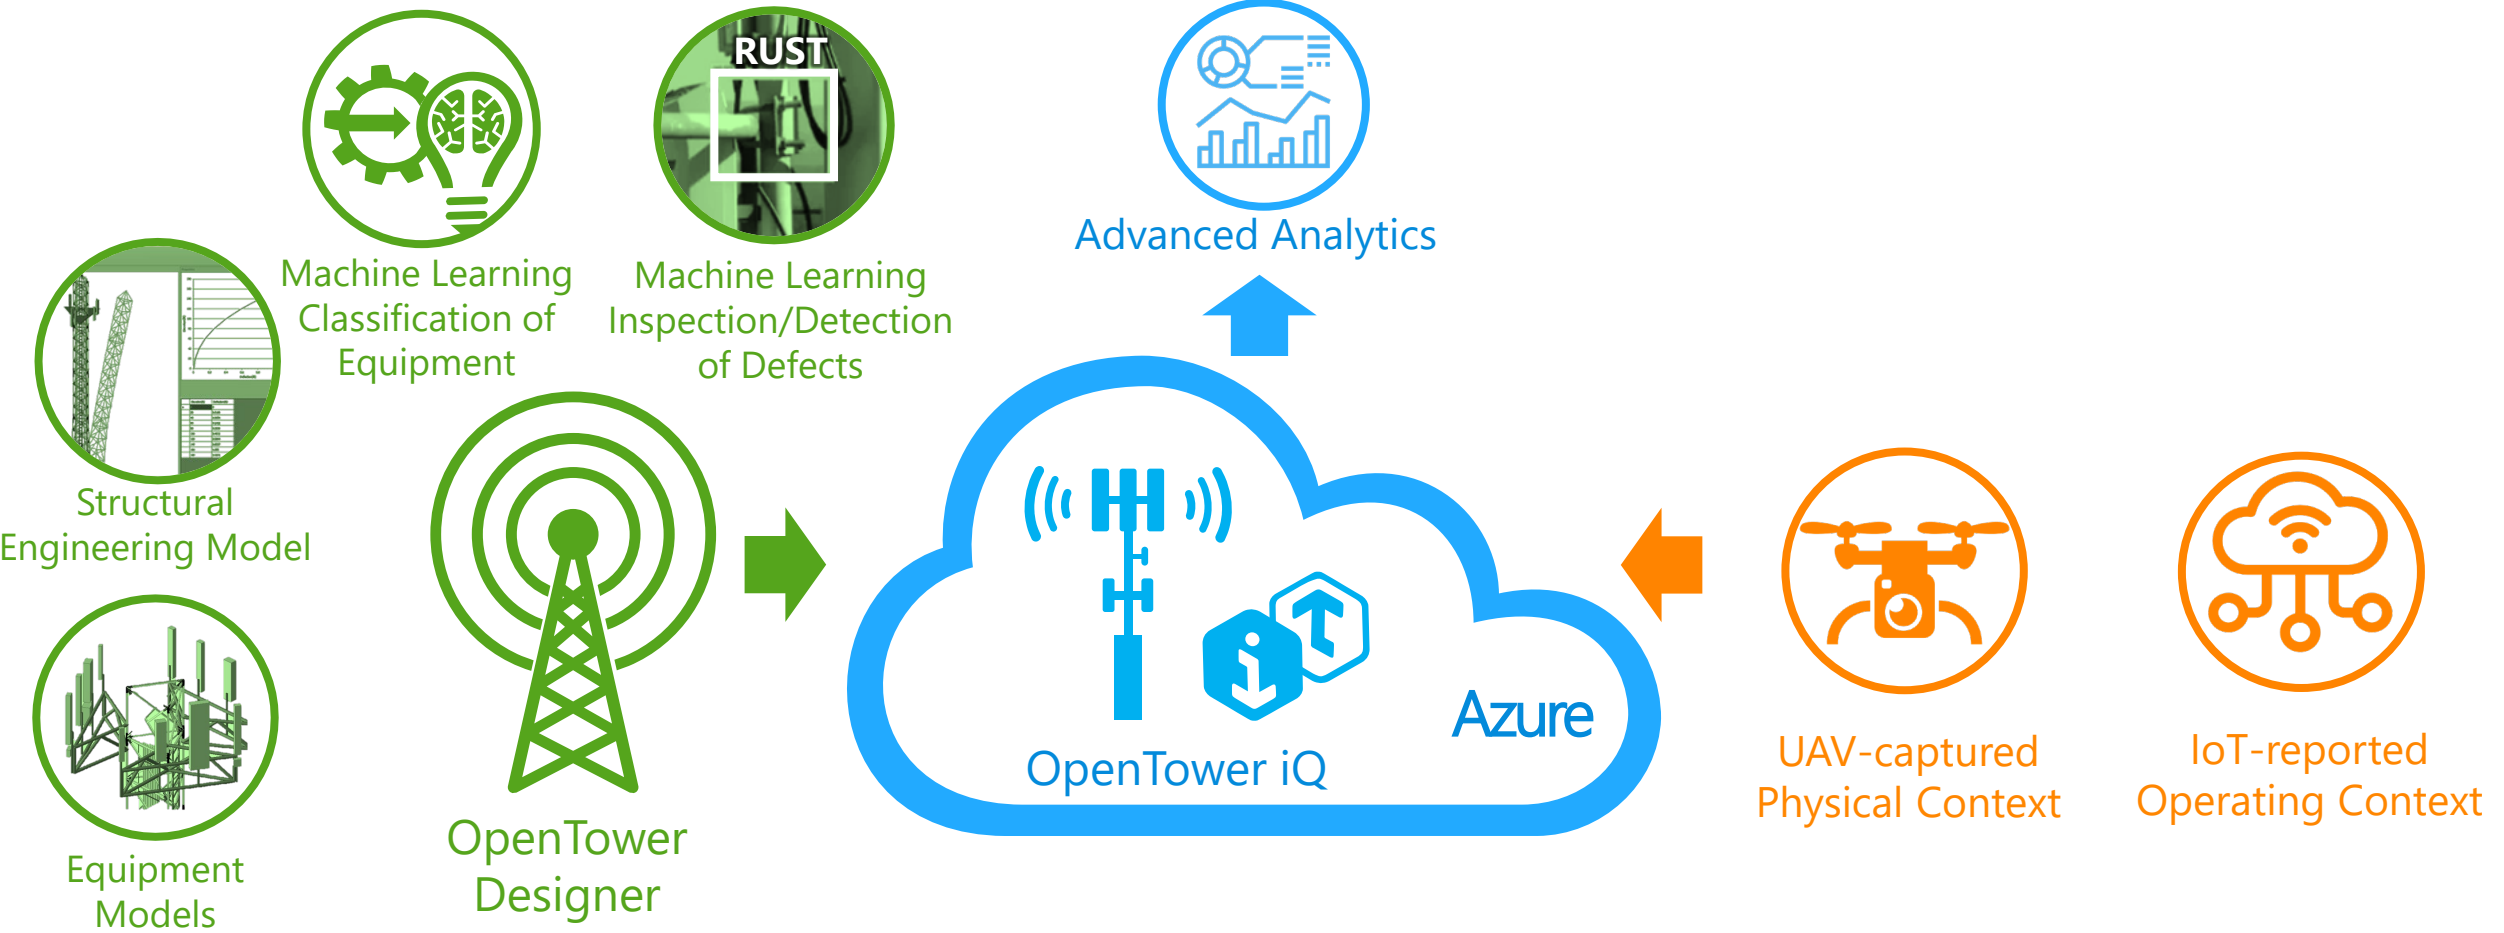 RUST
Machine Learning
Classification of
Equipment
Machine Learning
Inspection/Detection
of Defects
Advanced Analytics
Structural
Engineering Model
Equipment
Models
OpenTower
Designer
OpenTower iQ
Azure
UAV-captured
Physical Context
IoT-reported
Operating Context